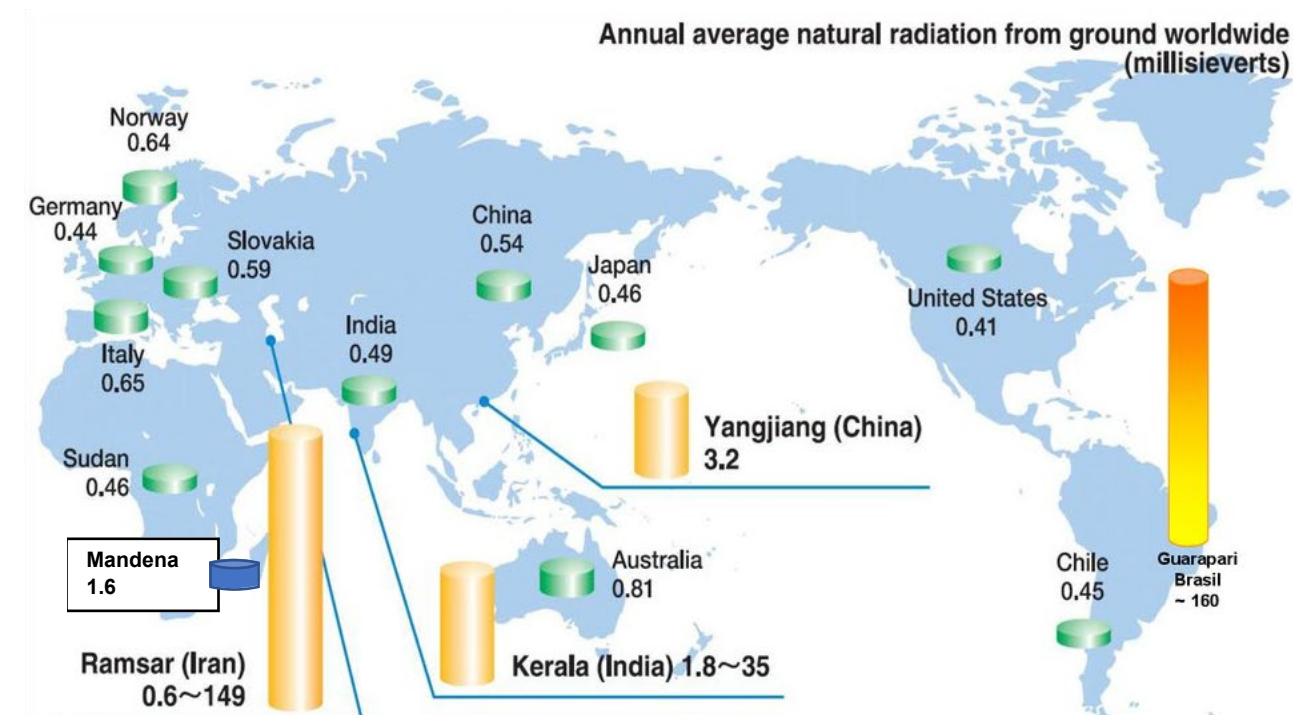 Annual average natural radiation from ground worldwide
(millisieverts)
Norway
0.64
Germany
0.44
Slovakia
0.59
China
0.54
Japan
0.46
United States
0.41
India
0.49
Italy
0.65
Yangjiang (China)
3.2
Sudan
0.46
Mandena
1.6
Australia
0.81
Chile
0.45
Guarapari
Brasil
~ 160
Ramsar (Iran)
0.6～149
Kerala (India) 1.8～35